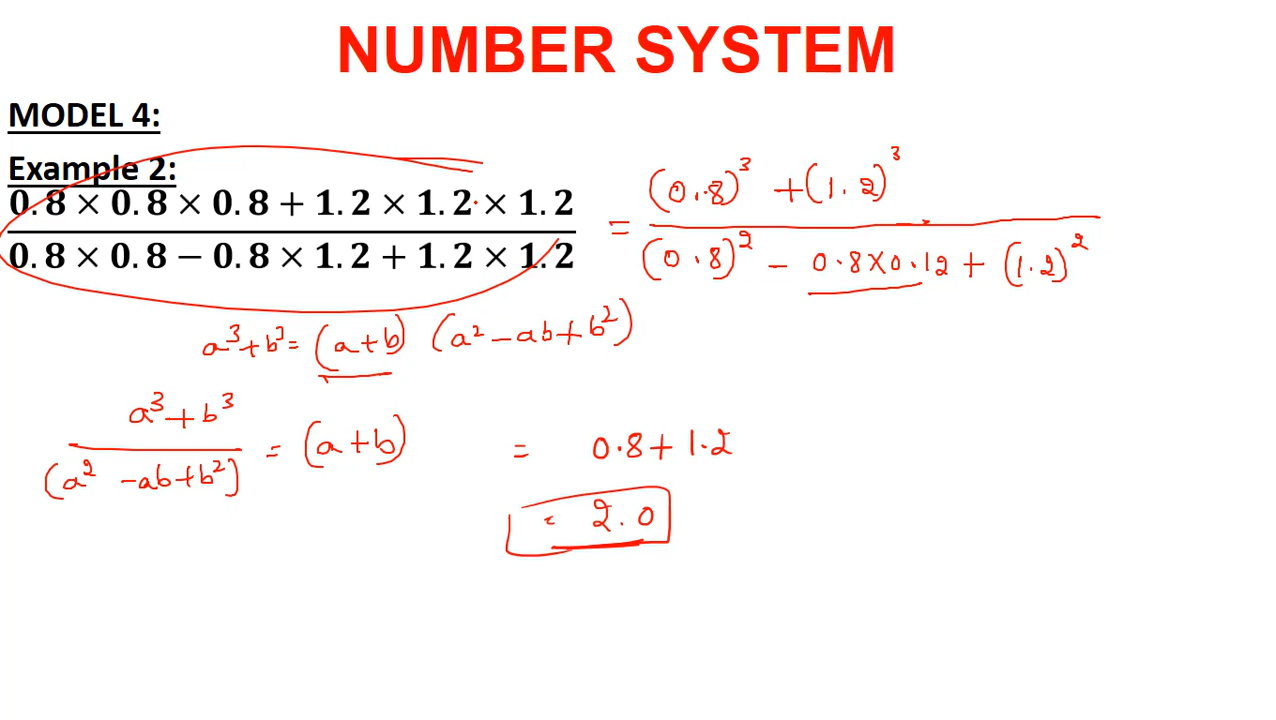 NUMBER SYSTEM
MODEL 4:
Example 2:
0.8 × 0.8 × 0.8 + 1.2 × 1.2 × 1.2
0.8 × 0.8 − 0.8 × 1.2 + 1.2 × 1.2
= (0.8)³ + (1.2)³
(0.8)² − 0.8×0.12 + (1.2)²
a³+b³= (a+b) (a² −ab+b²)
a³+b³
(a² −ab+b²)
= (a+b)
= 0.8+ 1.2
= 2.0